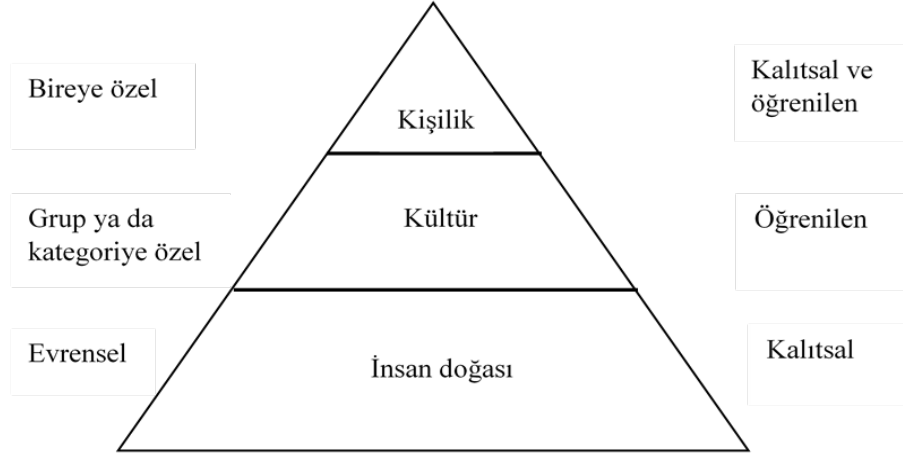 Bireye özel
Kişilik
Kalıtsal ve
öğrenilen
Grup ya da
kategoriye özel
Kültür
Öğrenilen
Evrensel
İnsan doğası
Kalıtsal